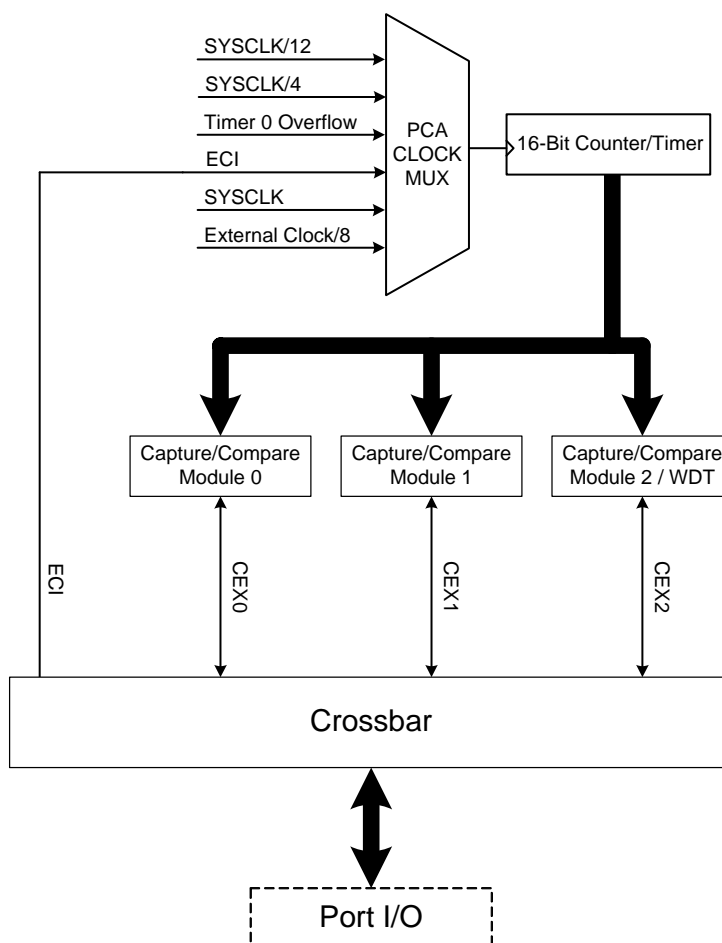 SYSCLK/12
SYSCLK/4
Timer 0 Overflow
ECI
SYSCLK
External Clock/8
PCA
CLOCK
MUX
16-Bit Counter/Timer
Capture/Compare
Module 0
Capture/Compare
Module 1
Capture/Compare
Module 2 / WDT
ECI
CEX0
CEX1
CEX2
Crossbar
Port I/O